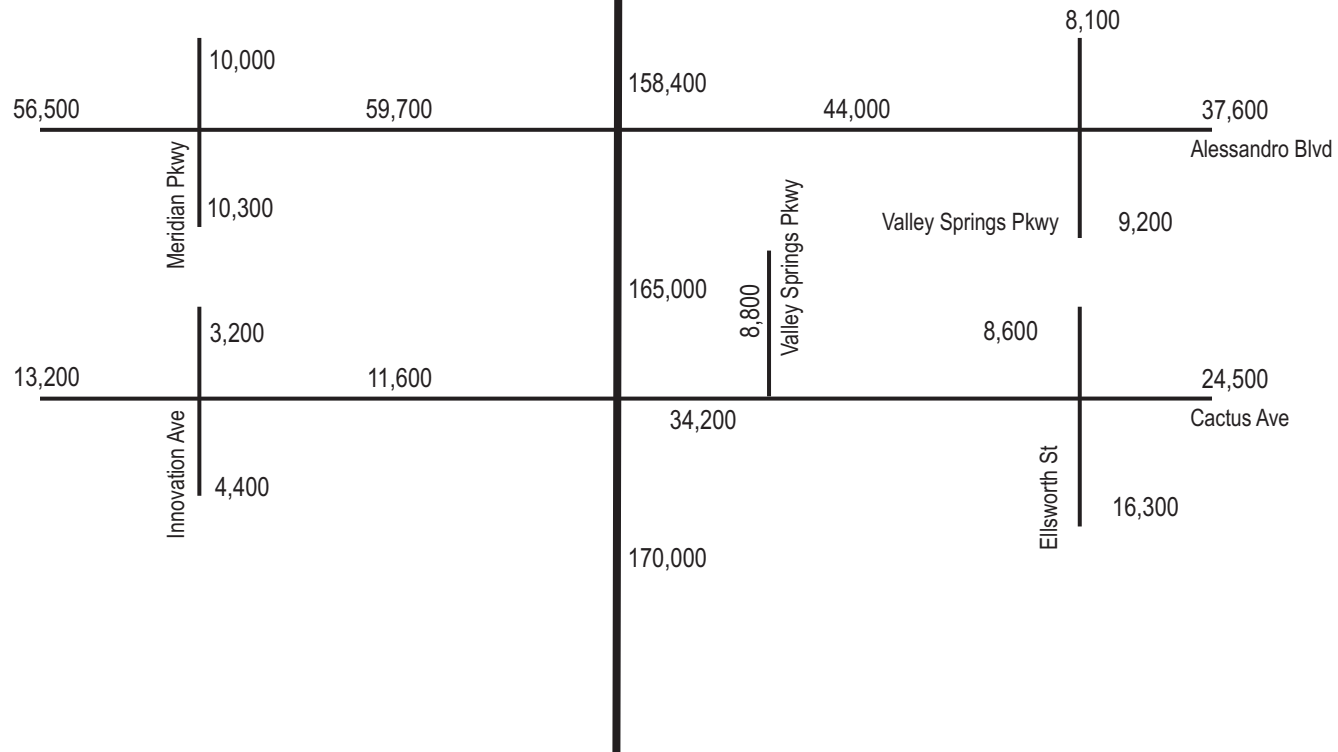 8,100
10,000
158,400
56,500
59,700
44,000
37,600
Alessandro Blvd
Meridian Pkwy
10,300
Valley Springs Pkwy
9,200
165,000
8,800
Valley Springs Pkwy
3,200
8,600
13,200
11,600
24,500
34,200
Cactus Ave
Innovation Ave
4,400
Ellsworth St
16,300
170,000